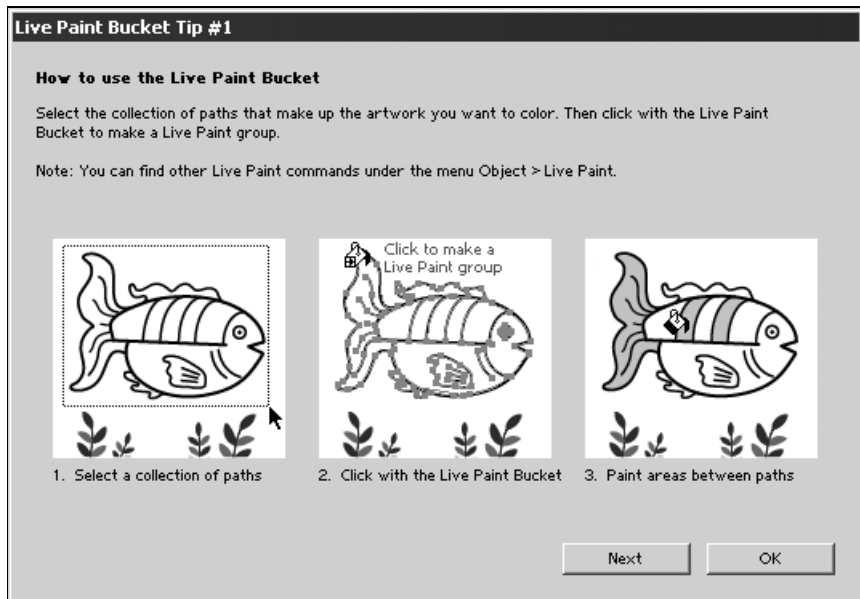 Live Paint Bucket Tip #1
How to use the Live Paint Bucket
Select the collection of paths that make up the artwork you want to color. Then click with the Live Paint
Bucket to make a Live Paint group.
Note: You can find other Live Paint commands under the menu Object > Live Paint.
Click to make a
Live Paint group
1. Select a collection of paths
2. Click with the Live Paint Bucket
3. Paint areas between paths
Next
OK